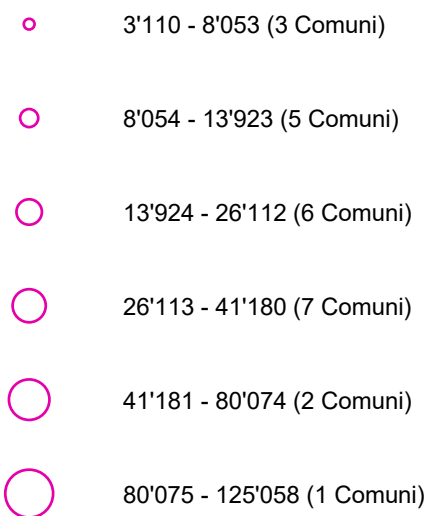 3'110 - 8'053 (3 Comuni)
8'054 - 13'923 (5 Comuni)
13'924 - 26'112 (6 Comuni)
26'113 - 41'180 (7 Comuni)
41'181 - 80'074 (2 Comuni)
80'075 - 125'058 (1 Comuni)